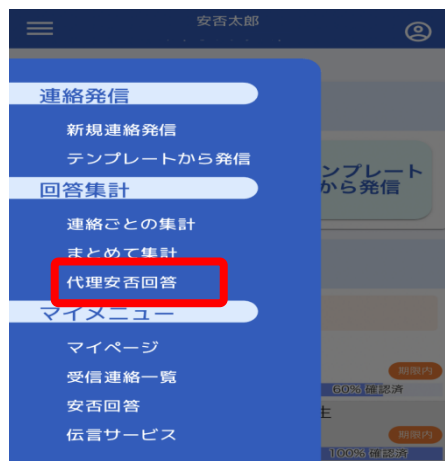 安否太郎
連絡発信
新規連絡発信
テンプレートから発信
回答集計
連絡ごとの集計
まとめて集計
代理安否回答
マイメニュー
マイページ
受信連絡一覧
安否回答
伝言サービス
ンプレート
から発信
期限内
60% 確認済
生
期限内
100% 確認済